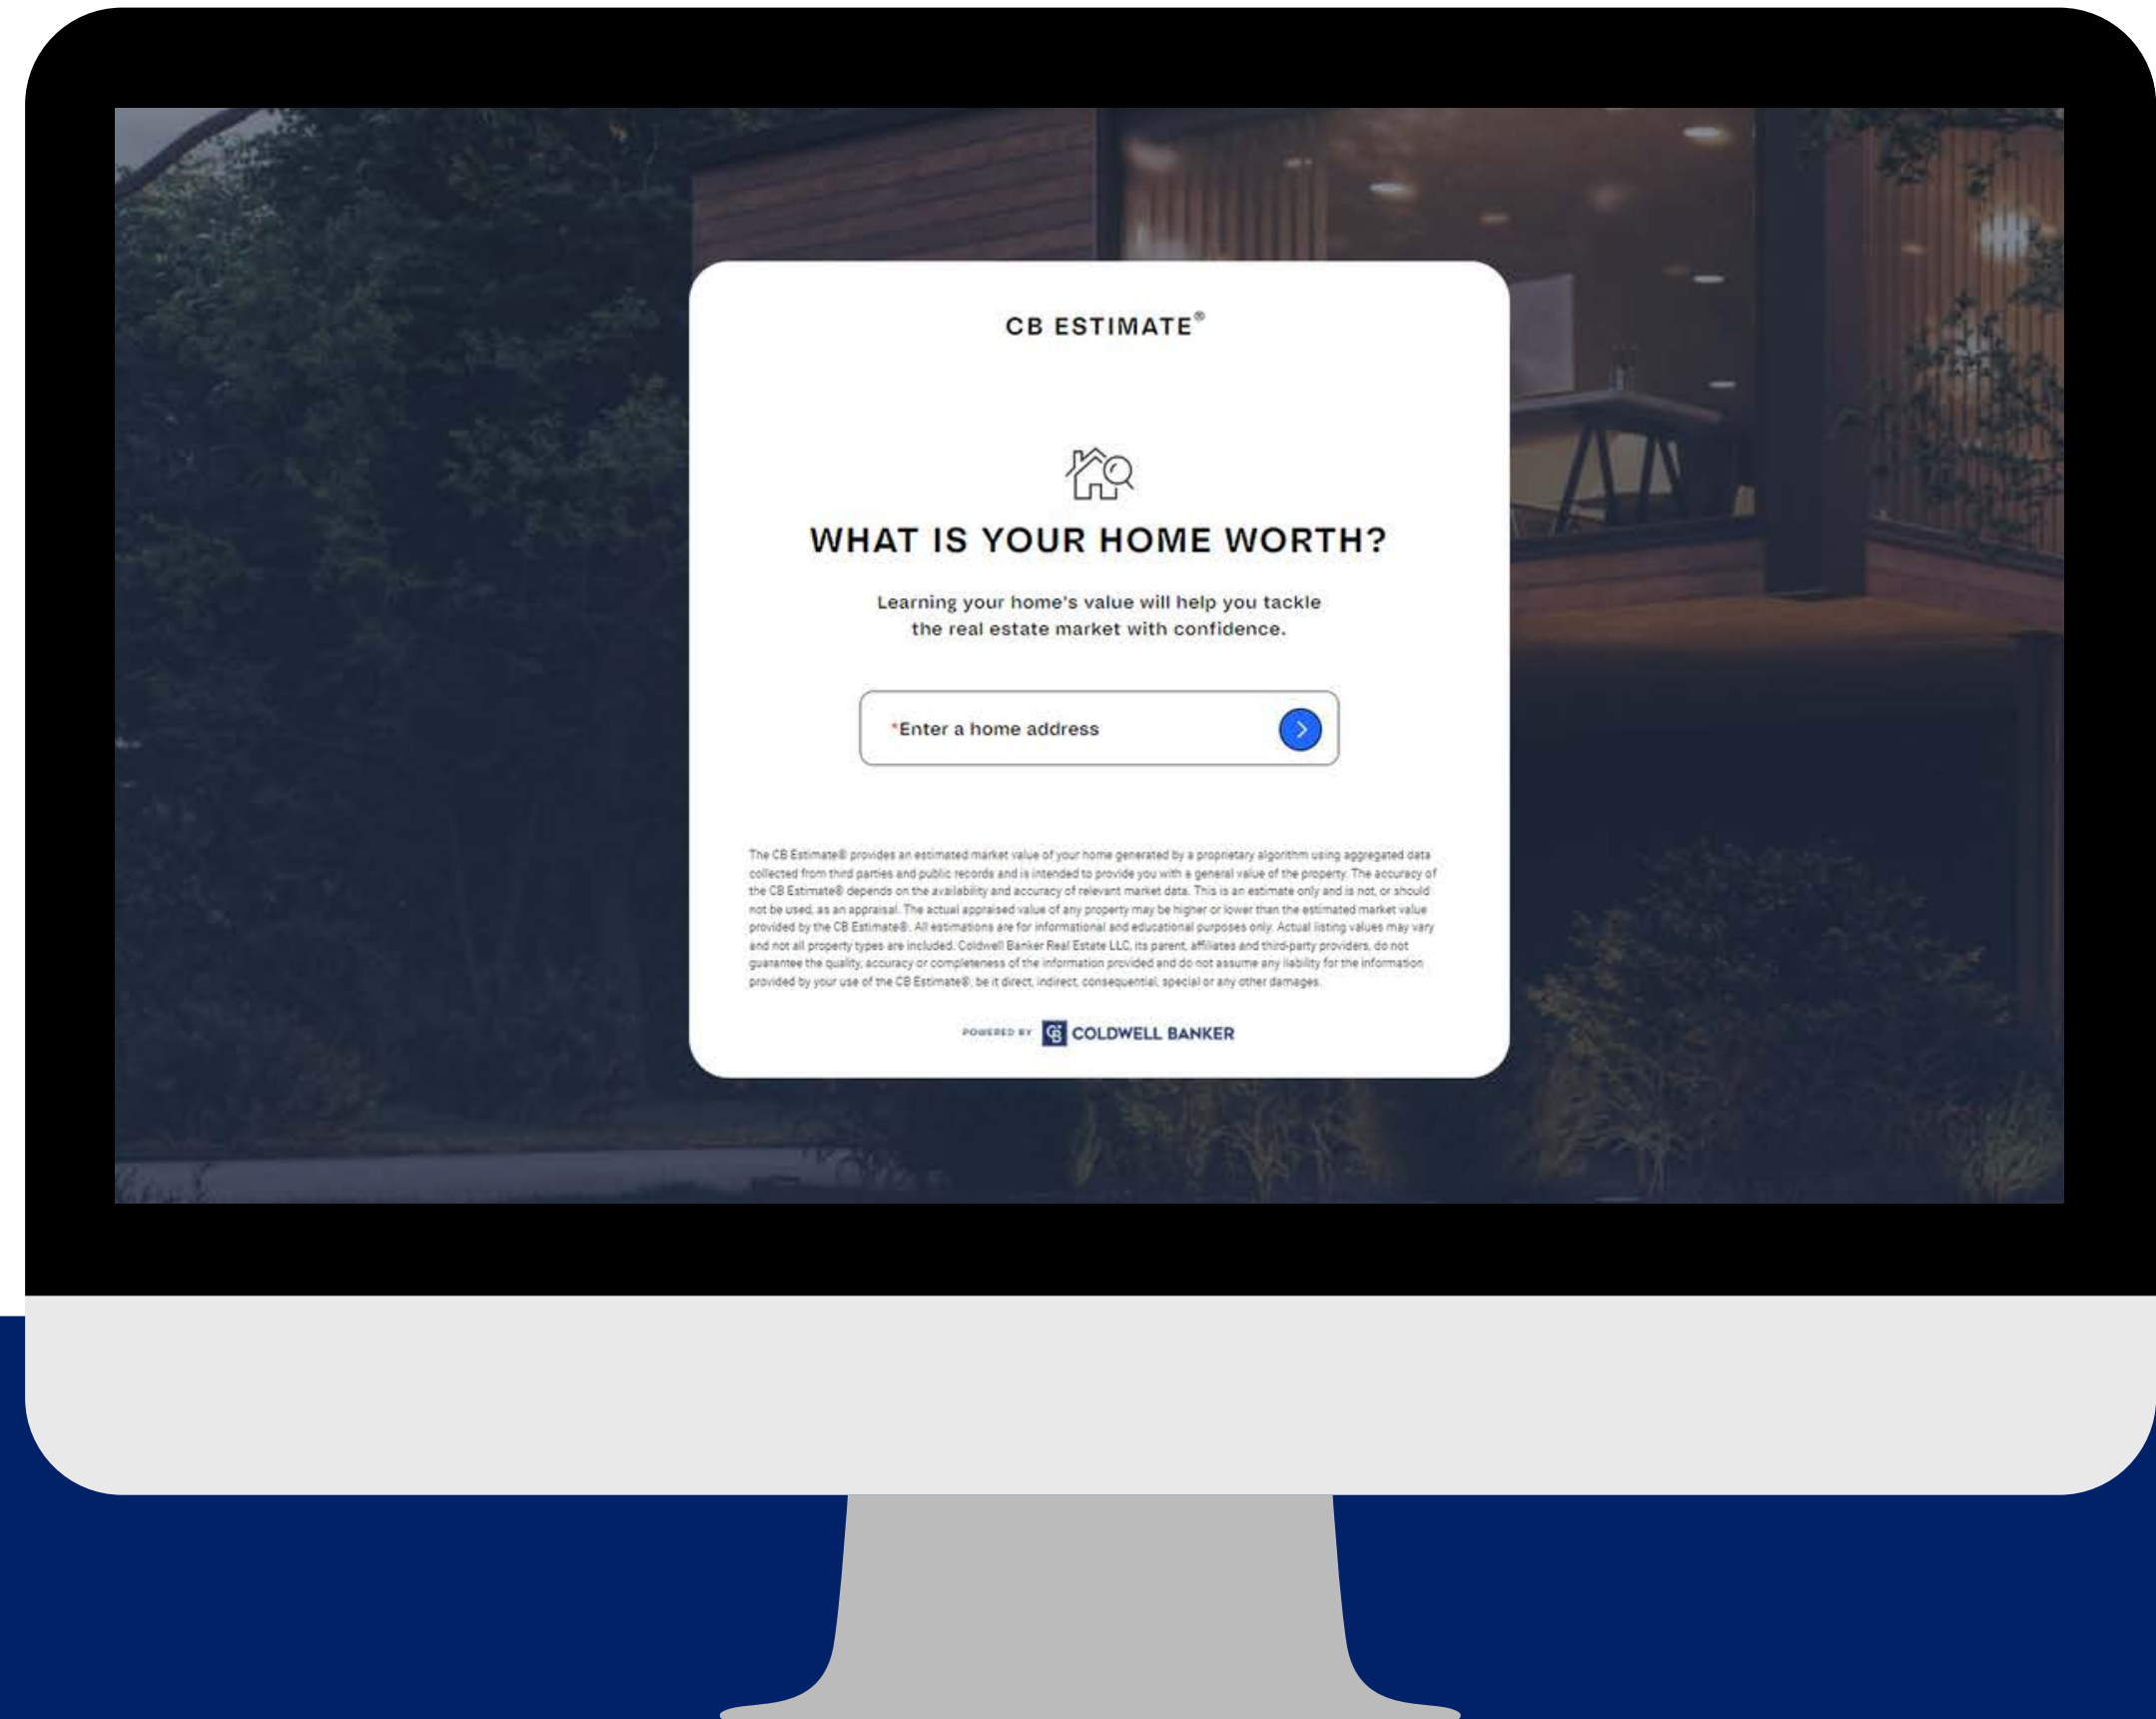 CB ESTIMATE®
WHAT IS YOUR HOME WORTH?
Learning your home's value will help you tackle
the real estate market with confidence.
*Enter a home address
The CB Estimate® provides an estimated market value of your home generated by a proprietary algorithm using aggregated data
collected from third parties and public records and is intended to provide you with a general value of the property. The accuracy of
the CB Estimate® depends on the availability and accuracy of relevant market data. This is an estimate only and is not, or should
not be used, as an appraisal. The actual appraised value of any property may be higher or lower than the estimated market value
provided by the CB Estimate®. All estimations are for informational and educational purposes only. Actual listing values may vary
and not all property types are included. Coldwell Banker Real Estate LLC, its parent, affiliates and third-party providers, do not
guarantee the quality, accuracy or completeness of the information provided and do not assume any liability for the information
provided by your use of the CB Estimate®, be it direct, indirect, consequential, special or any other damages.
POWERED BY CB COLDWELL BANKER